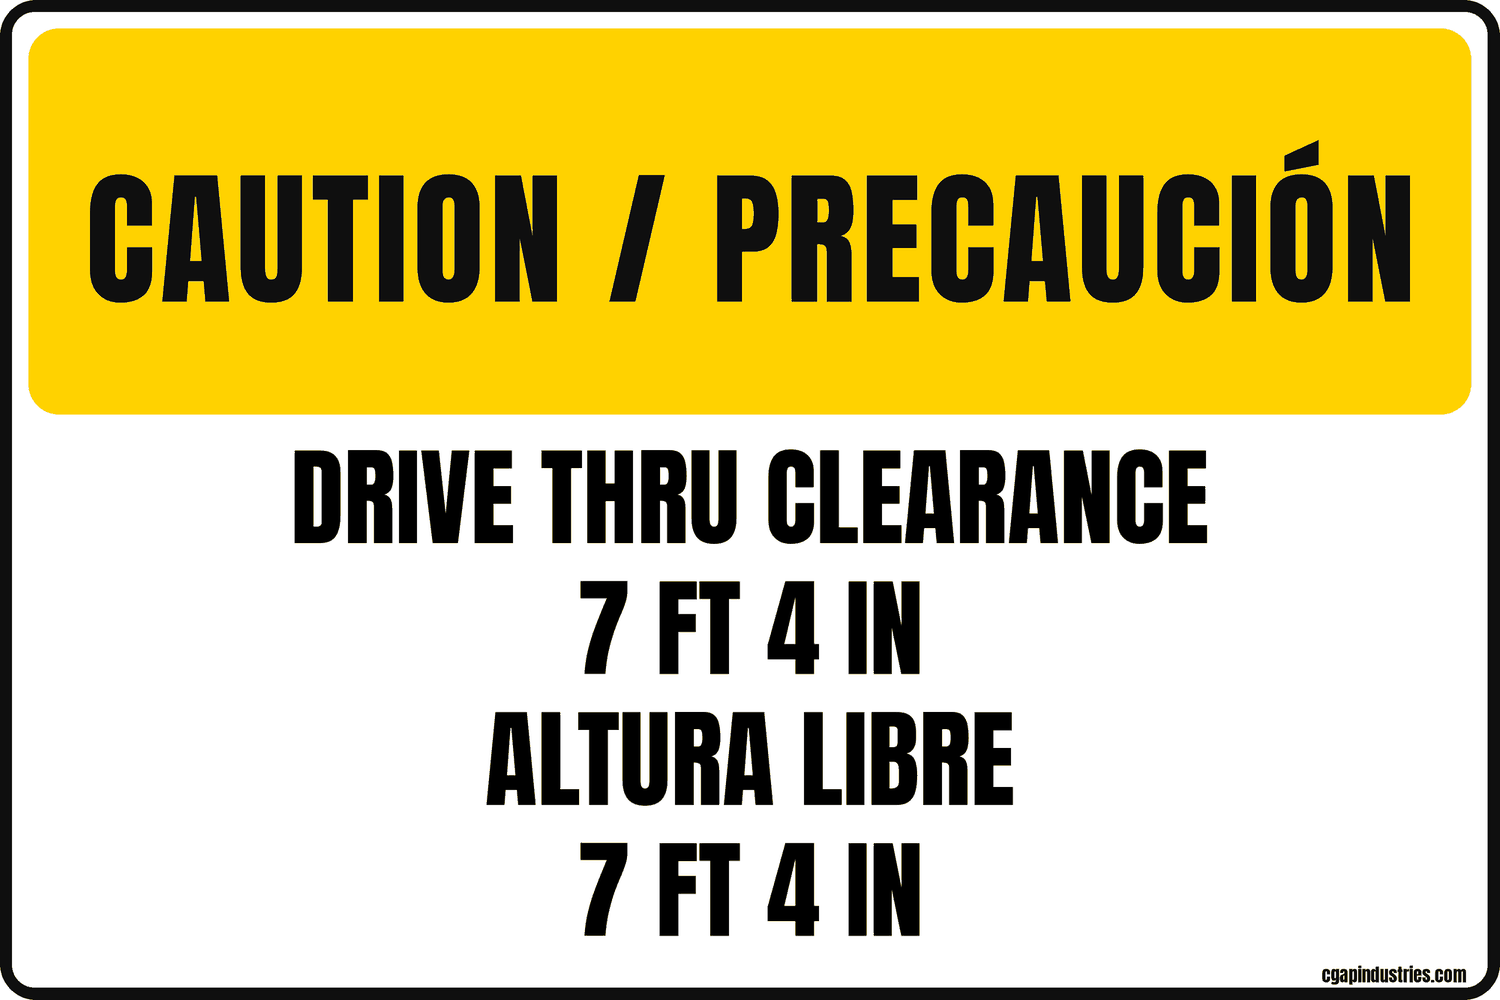 CAUTION / PRECAUCIÓN
DRIVE THRU CLEARANCE
7 FT 4 IN
ALTURA LIBRE
7 FT 4 IN
cgapindustries.com